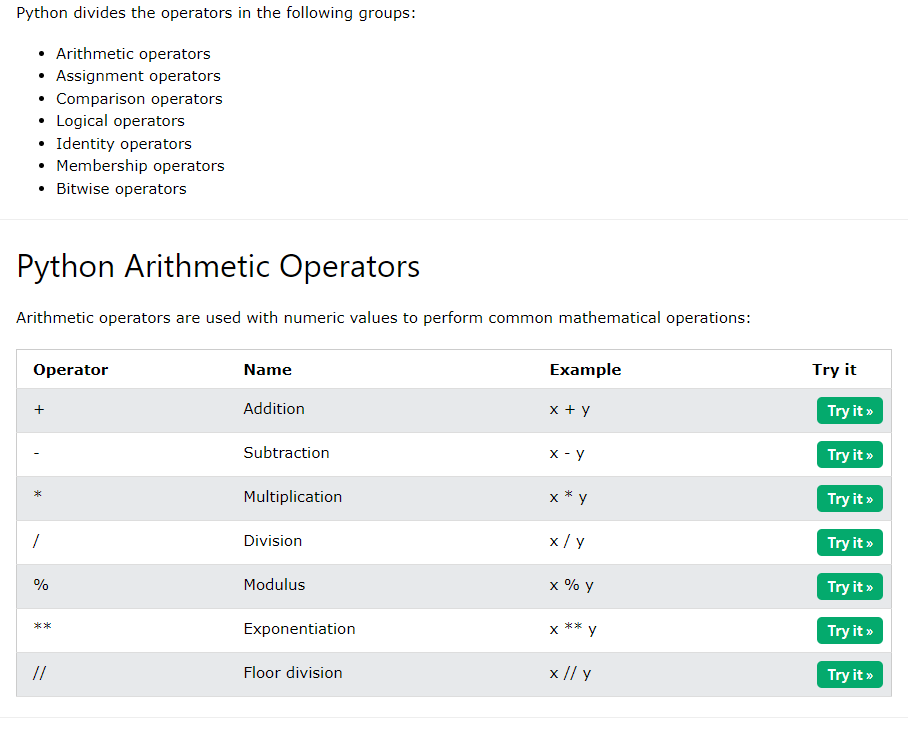 Python divides the operators in the following groups:
Arithmetic operators
Assignment operators
Comparison operators
Logical operators
Identity operators
Membership operators
Bitwise operators
Python Arithmetic Operators
Arithmetic operators are used with numeric values to perform common mathematical operations:
Operator Name Example Try it
+ Addition x + y Try it »
- Subtraction x - y Try it »
* Multiplication x * y Try it »
/ Division x / y Try it »
% Modulus x % y Try it »
** Exponentiation x ** y Try it »
// Floor division x // y Try it »